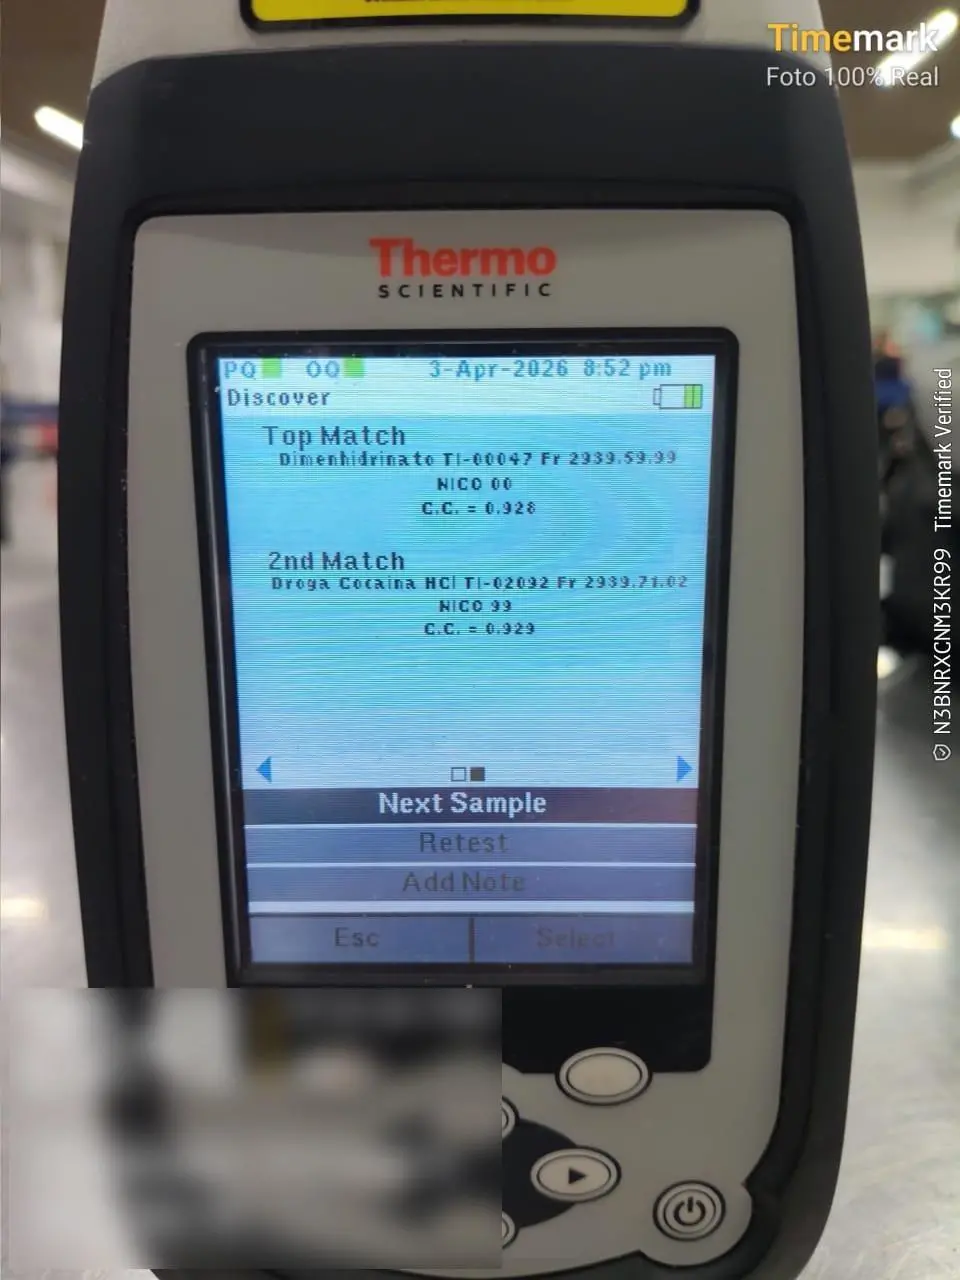 Timemark
Foto 100% Real
Thermo
SCIENTIFIC
PQ OQ 3-Apr-2026 8:52 pm
Discover
Top Match
Dimenhidrinato TI-00047 Fr 2939.59.99
NICO 00
C.C. = 0.928
2nd Match
Droga Cocaina HCl TI-02092 Fr 2939.71.02
NICO 99
C.C. = 0.929
Next Sample
Retest
Add Note
Esc Select
N3BNRXCNM3KR99 Timemark Verified